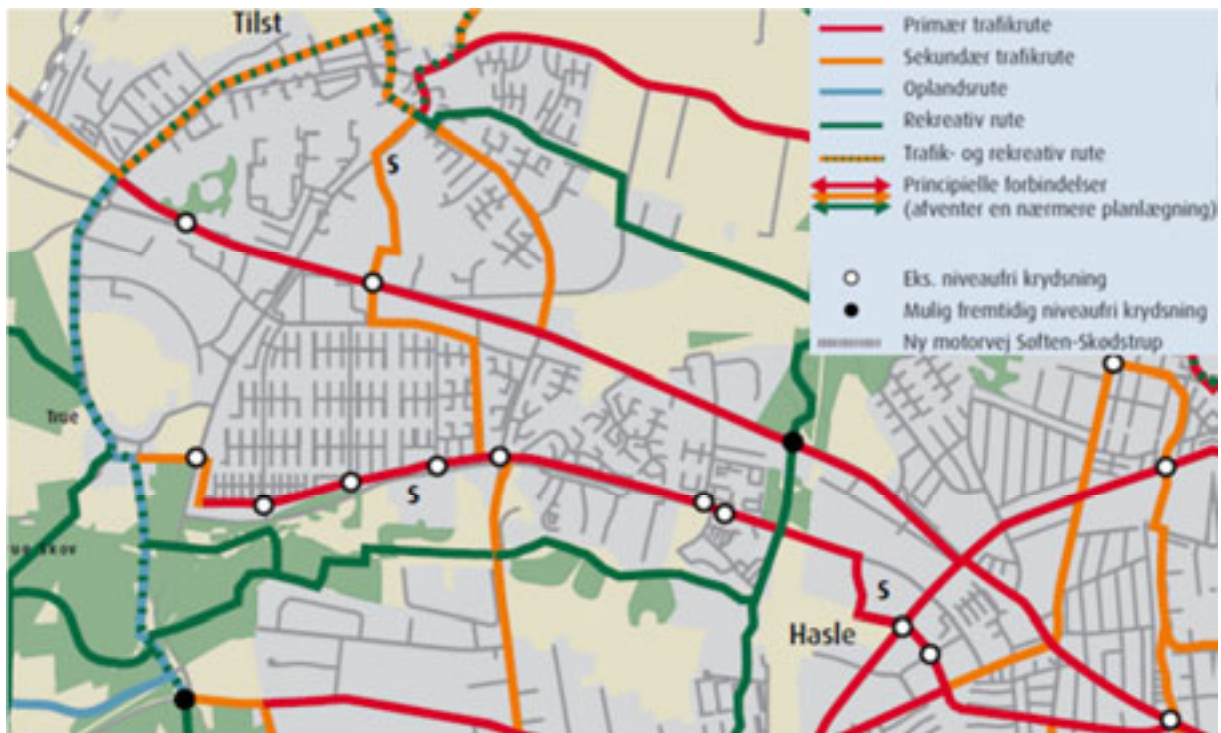 Tilst
Primær trafikrute
Sekundær trafikrute
Oplandsrute
Rekreativ rute
Trafik- og rekreativ rute
Principielle forbindelser
(afventer en nærmere planlægning)
Eks. niveaufri krydsning
Mulig fremtidig niveaufri krydsning
Ny motorvej Søften-Skødstrup
S
True
S
skov
S
Hasle